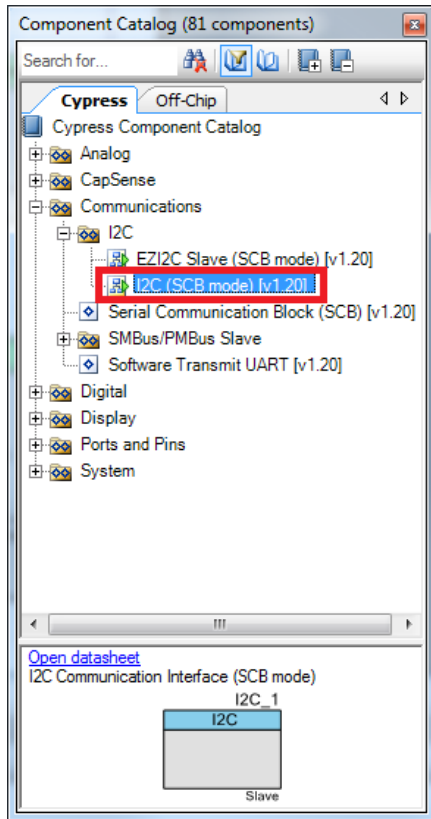 Component Catalog (81 components)
Search for...
Cypress Off-Chip
Cypress Component Catalog
Analog
CapSense
Communications
I2C
EZI2C Slave (SCB mode) [v1.20]
I2C (SCB mode) [v1.20]
Serial Communication Block (SCB) [v1.20]
SMBus/PMBus Slave
Software Transmit UART [v1.20]
Digital
Display
Ports and Pins
System
Open datasheet
I2C Communication Interface (SCB mode)
I2C_1
I2C
Slave